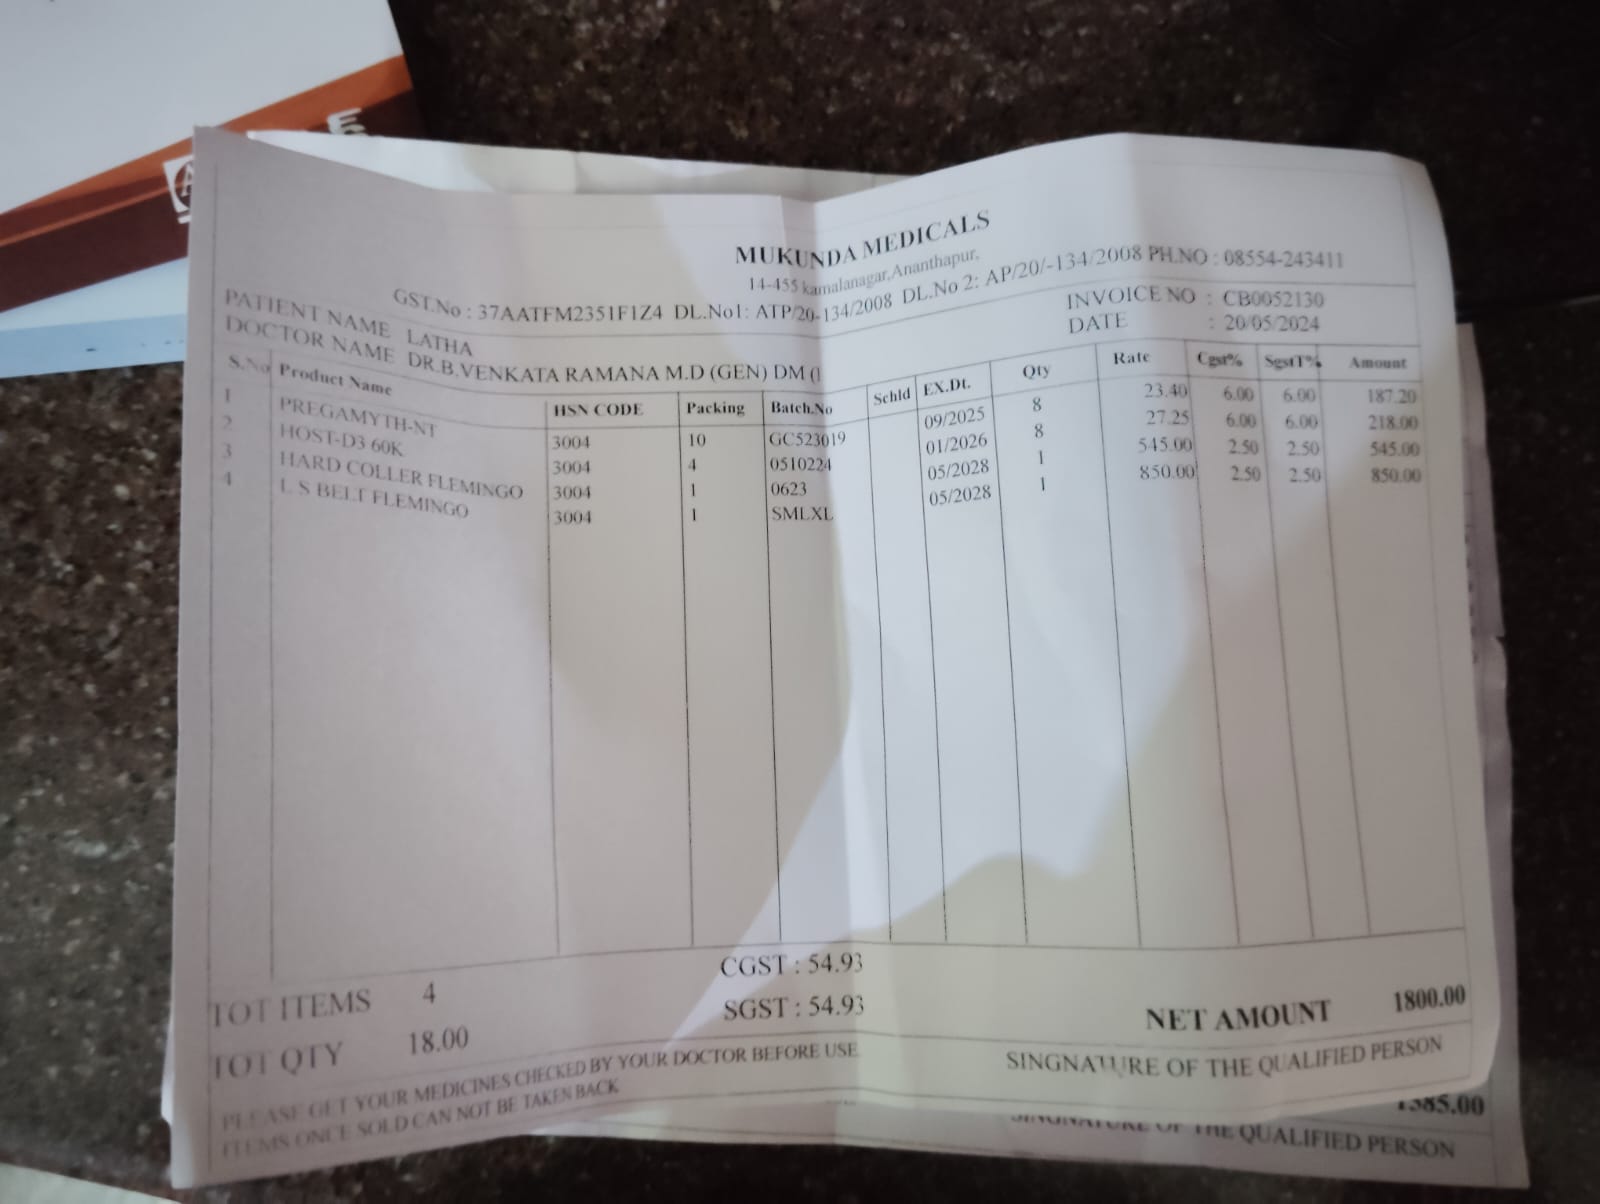 MUKUNDA MEDICALS
14-455 kamalanagar,Ananthapur,
GST.No : 37AATFM2351F1Z4 DL.No1: ATP/20-134/2008 DL.No 2: AP/20/-134/2008 PH.NO : 08554-243411
PATIENT NAME LATHA INVOICE NO : CB0052130
DOCTOR NAME DR.B.VENKATA RAMANA M.D (GEN) DM ( DATE : 20/05/2024
S.No Product Name HSN CODE Packing Batch.No Schld EX.Dt. Qty Rate Cgst% SgstT% Amount
1 PREGAMYTH-NT 3004 10 GC523019 09/2025 8 23.40 6.00 6.00 187.20
2 HOST-D3 60K 3004 4 0510224 01/2026 8 27.25 6.00 6.00 218.00
3 HARD COLLER FLEMINGO 3004 1 0623 05/2028 1 545.00 2.50 2.50 545.00
4 L S BELT FLEMINGO 3004 1 SMLXL 05/2028 1 850.00 2.50 2.50 850.00
TOT ITEMS 4 CGST : 54.93 NET AMOUNT 1800.00
TOT QTY 18.00 SGST : 54.93
PLEASE GET YOUR MEDICINES CHECKED BY YOUR DOCTOR BEFORE USE SINGNATURE OF THE QUALIFIED PERSON
ITEMS ONCE SOLD CAN NOT BE TAKEN BACK
1385.00
SINGNATURE OF THE QUALIFIED PERSON